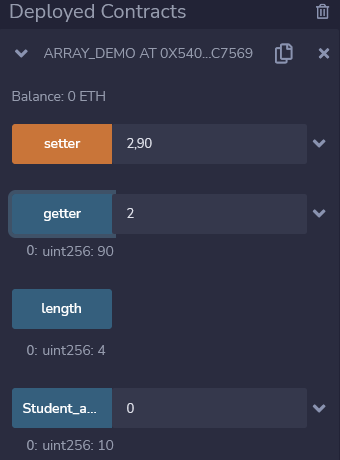 Deployed Contracts
ARRAY_DEMO AT 0X540...C7569
Balance: 0 ETH
setter 2,90
getter 2
0: uint256: 90
length
0: uint256: 4
Student_a... 0
0: uint256: 10